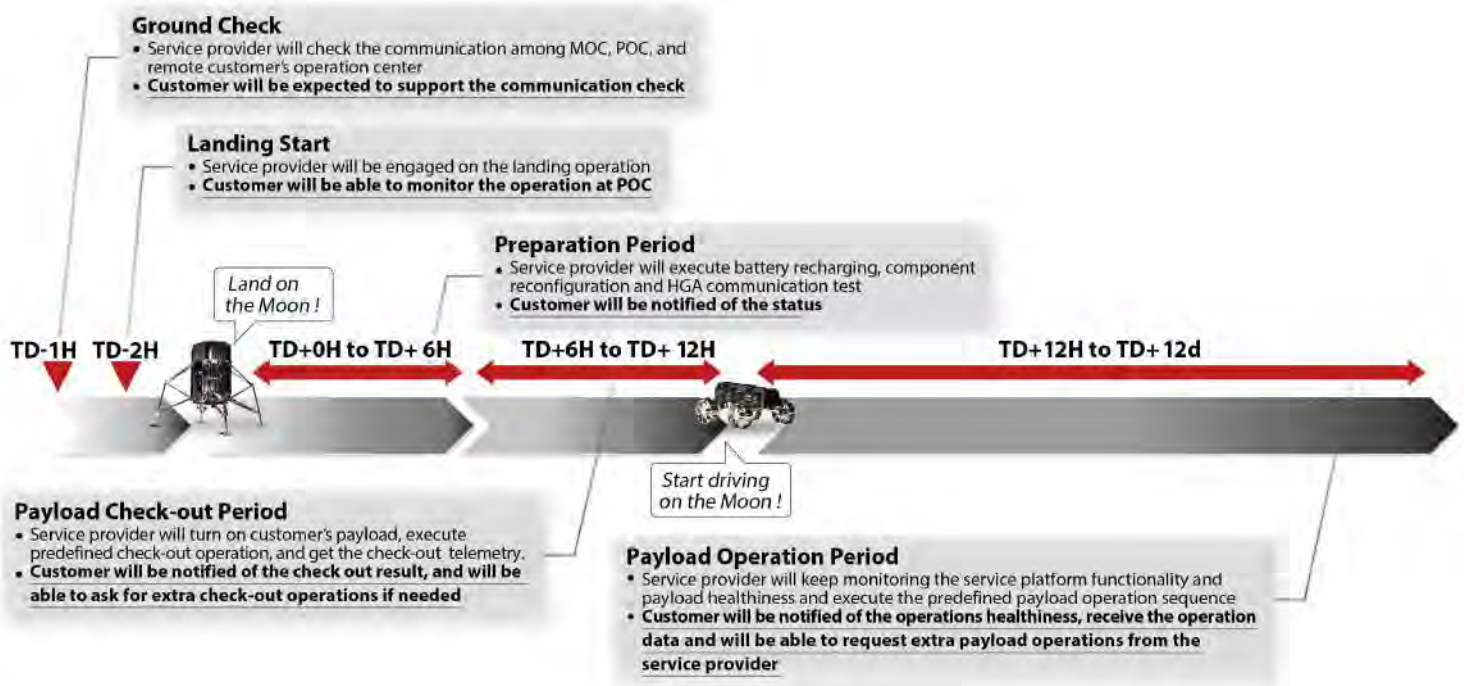 Ground Check
• Service provider will check the communication among MOC, POC, and
remote customer's operation center
• Customer will be expected to support the communication check
Landing Start
• Service provider will be engaged on the landing operation
• Customer will be able to monitor the operation at POC
Preparation Period
• Service provider will execute battery recharging, component
reconfiguration and HGA communication test
• Customer will be notified of the status
Land on
the Moon !
TD-1H TD-2H TD+0H to TD+ 6H TD+6H to TD+ 12H TD+12H to TD+12d
Start driving
on the Moon !
Payload Check-out Period
• Service provider will turn on customer's payload, execute
predefined check-out operation, and get the check-out telemetry.
• Customer will be notified of the check out result, and will be
able to ask for extra check-out operations if needed
Payload Operation Period
• Service provider will keep monitoring the service platform functionality and
payload healthiness and execute the predefined payload operation sequence
• Customer will be notified of the operations healthiness, receive the operation
data and will be able to request extra payload operations from the
service provider